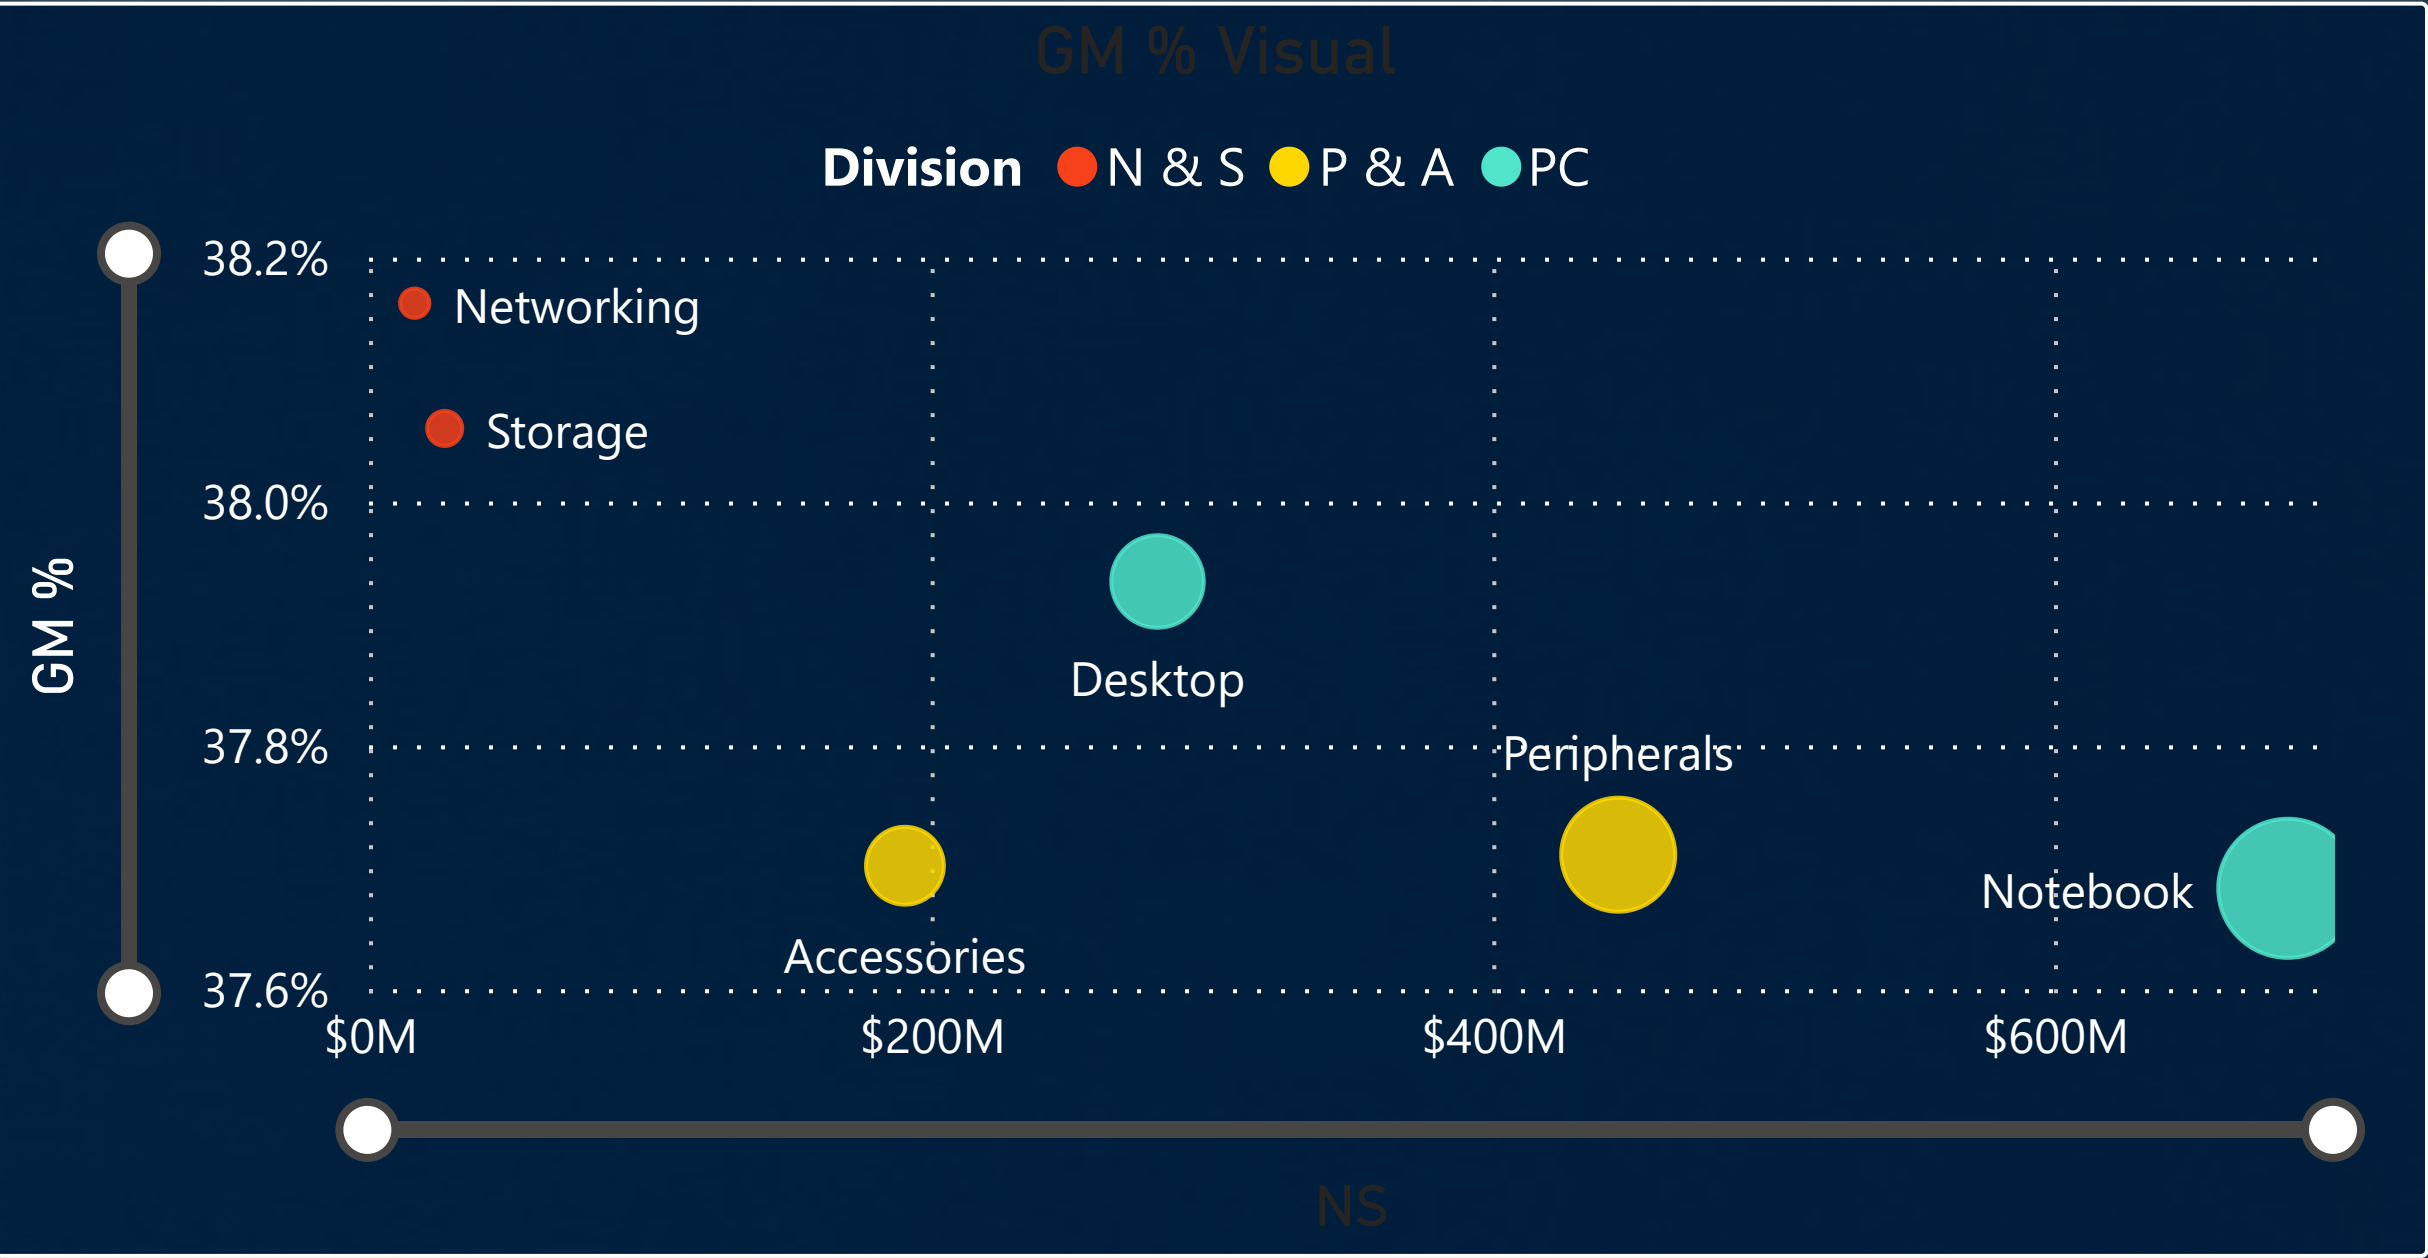 GM % Visual
Division N & S P & A PC
38.2%
Networking
Storage
38.0%
Desktop
37.8%
Peripherals
Notebook
Accessories
37.6%
GM %
$0M $200M $400M $600M
NS